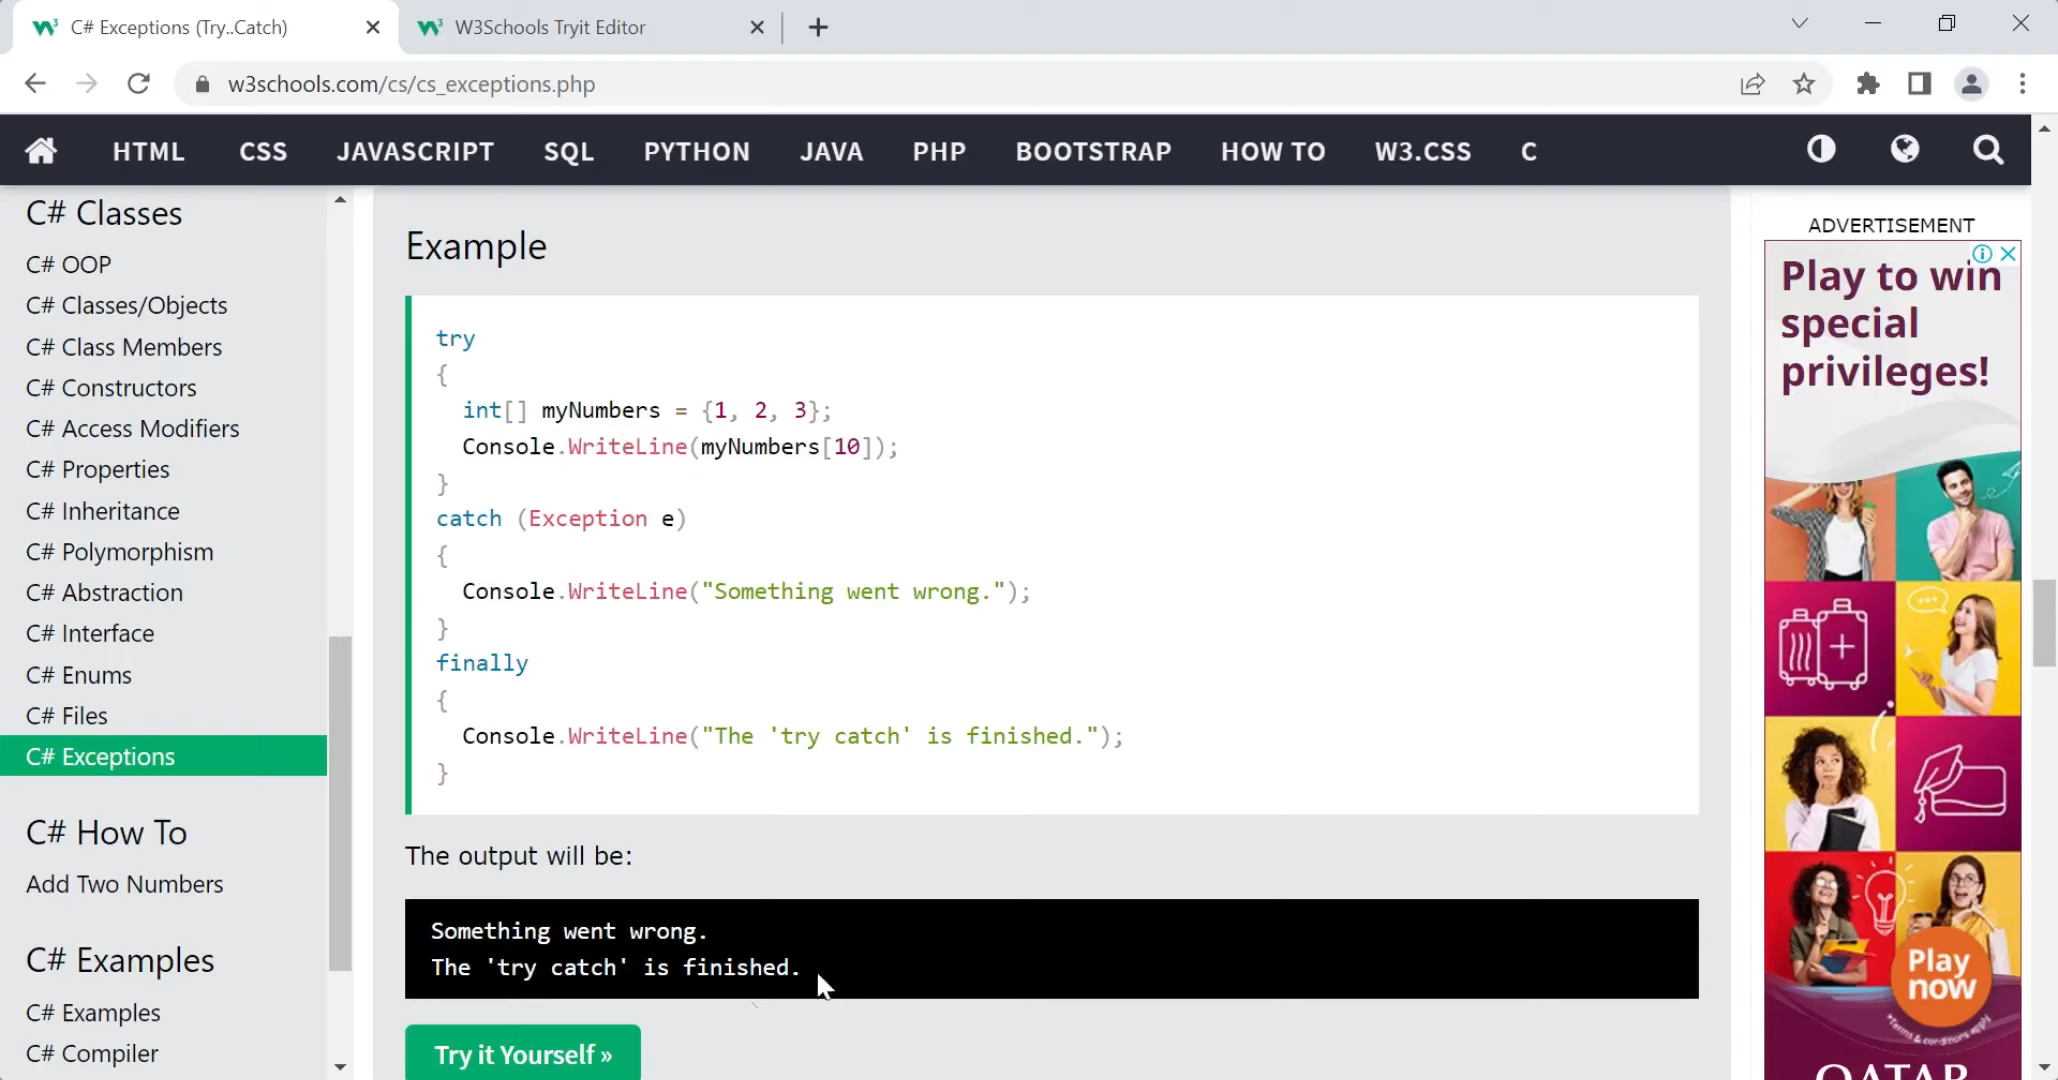 C# Exceptions (Try..Catch)
W3Schools Tryit Editor
w3schools.com/cs/cs_exceptions.php
HTML CSS JAVASCRIPT SQL PYTHON JAVA PHP BOOTSTRAP HOW TO W3.CSS C
C# Classes
C# OOP
C# Classes/Objects
C# Class Members
C# Constructors
C# Access Modifiers
C# Properties
C# Inheritance
C# Polymorphism
C# Abstraction
C# Interface
C# Enums
C# Files
C# Exceptions
C# How To
Add Two Numbers
C# Examples
C# Examples
C# Compiler
Example
try
{
  int[] myNumbers = {1, 2, 3};
  Console.WriteLine(myNumbers[10]);
}
catch (Exception e)
{
  Console.WriteLine("Something went wrong.");
}
finally
{
  Console.WriteLine("The 'try catch' is finished.");
}
The output will be:
Something went wrong.
The 'try catch' is finished.
Try it Yourself »
ADVERTISEMENT
Play to win
special
privileges!
Play
now
*Terms & conditions apply
QATAR